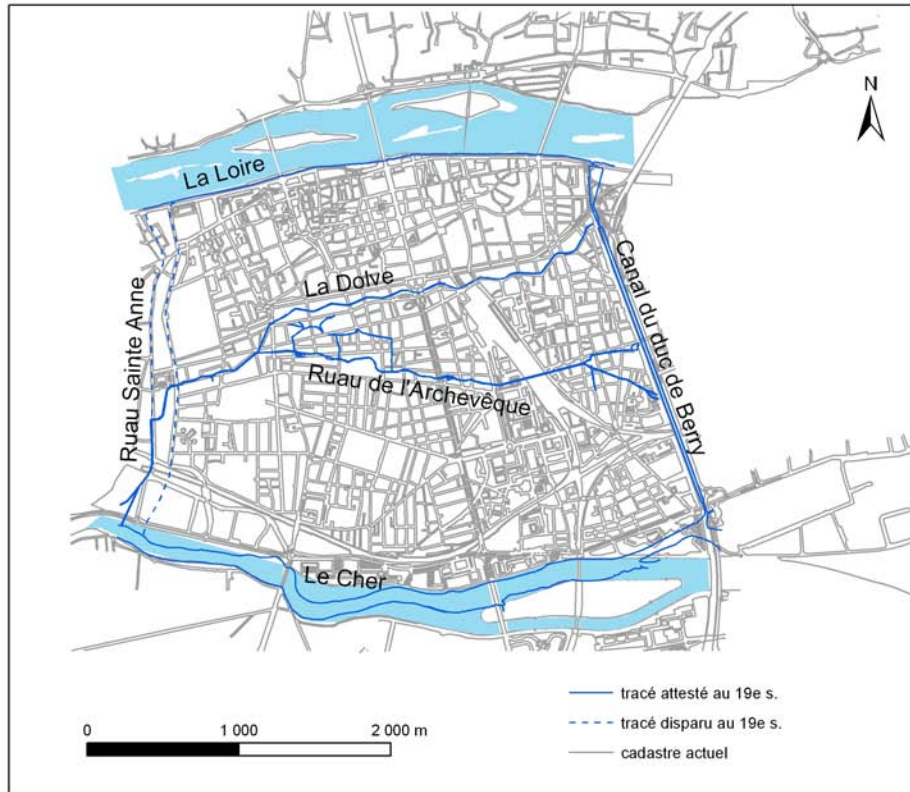 N
La Loire
La Dolve
Canal du duc de Berry
Ruau Sainte Anne
Ruau de l'Archevêque
Le Cher
tracé attesté au 19e s.
tracé disparu au 19e s.
cadastre actuel
0 1 000 2 000 m